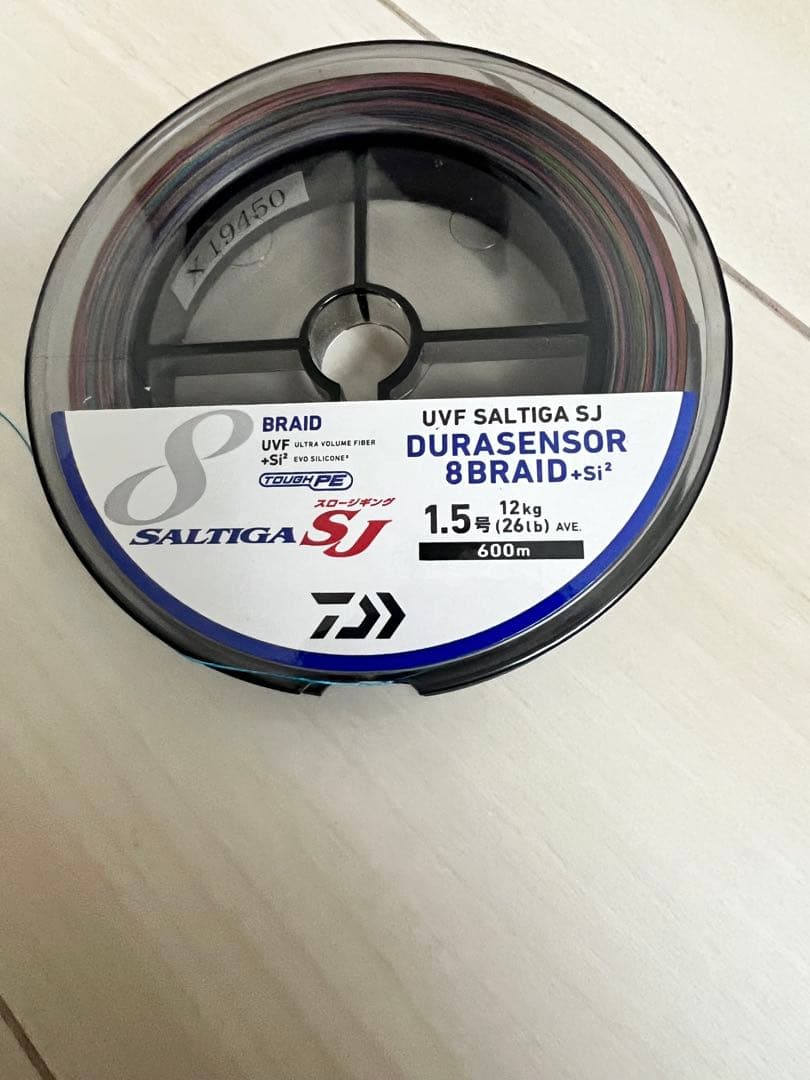 X 19450
8
BRAID
UVF ULTRA VOLUME FIBER
+Si² EVO SILICONE²
TOUGH PE
スロージギング
SALTIGA SJ
UVF SALTIGA SJ
DURASENSOR
8BRAID+Si²
1.5号 12kg (26lb) AVE.
600m